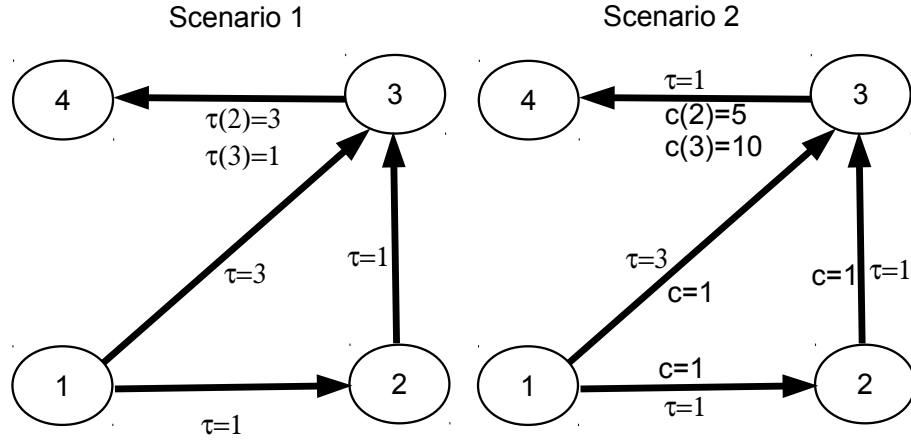 Scenario 1
4
3
τ(2)=3
τ(3)=1
τ=3
τ=1
1
2
τ=1
Scenario 2
4
3
τ=1
c(2)=5
c(3)=10
τ=3
c=1
c=1
τ=1
1
2
c=1
τ=1